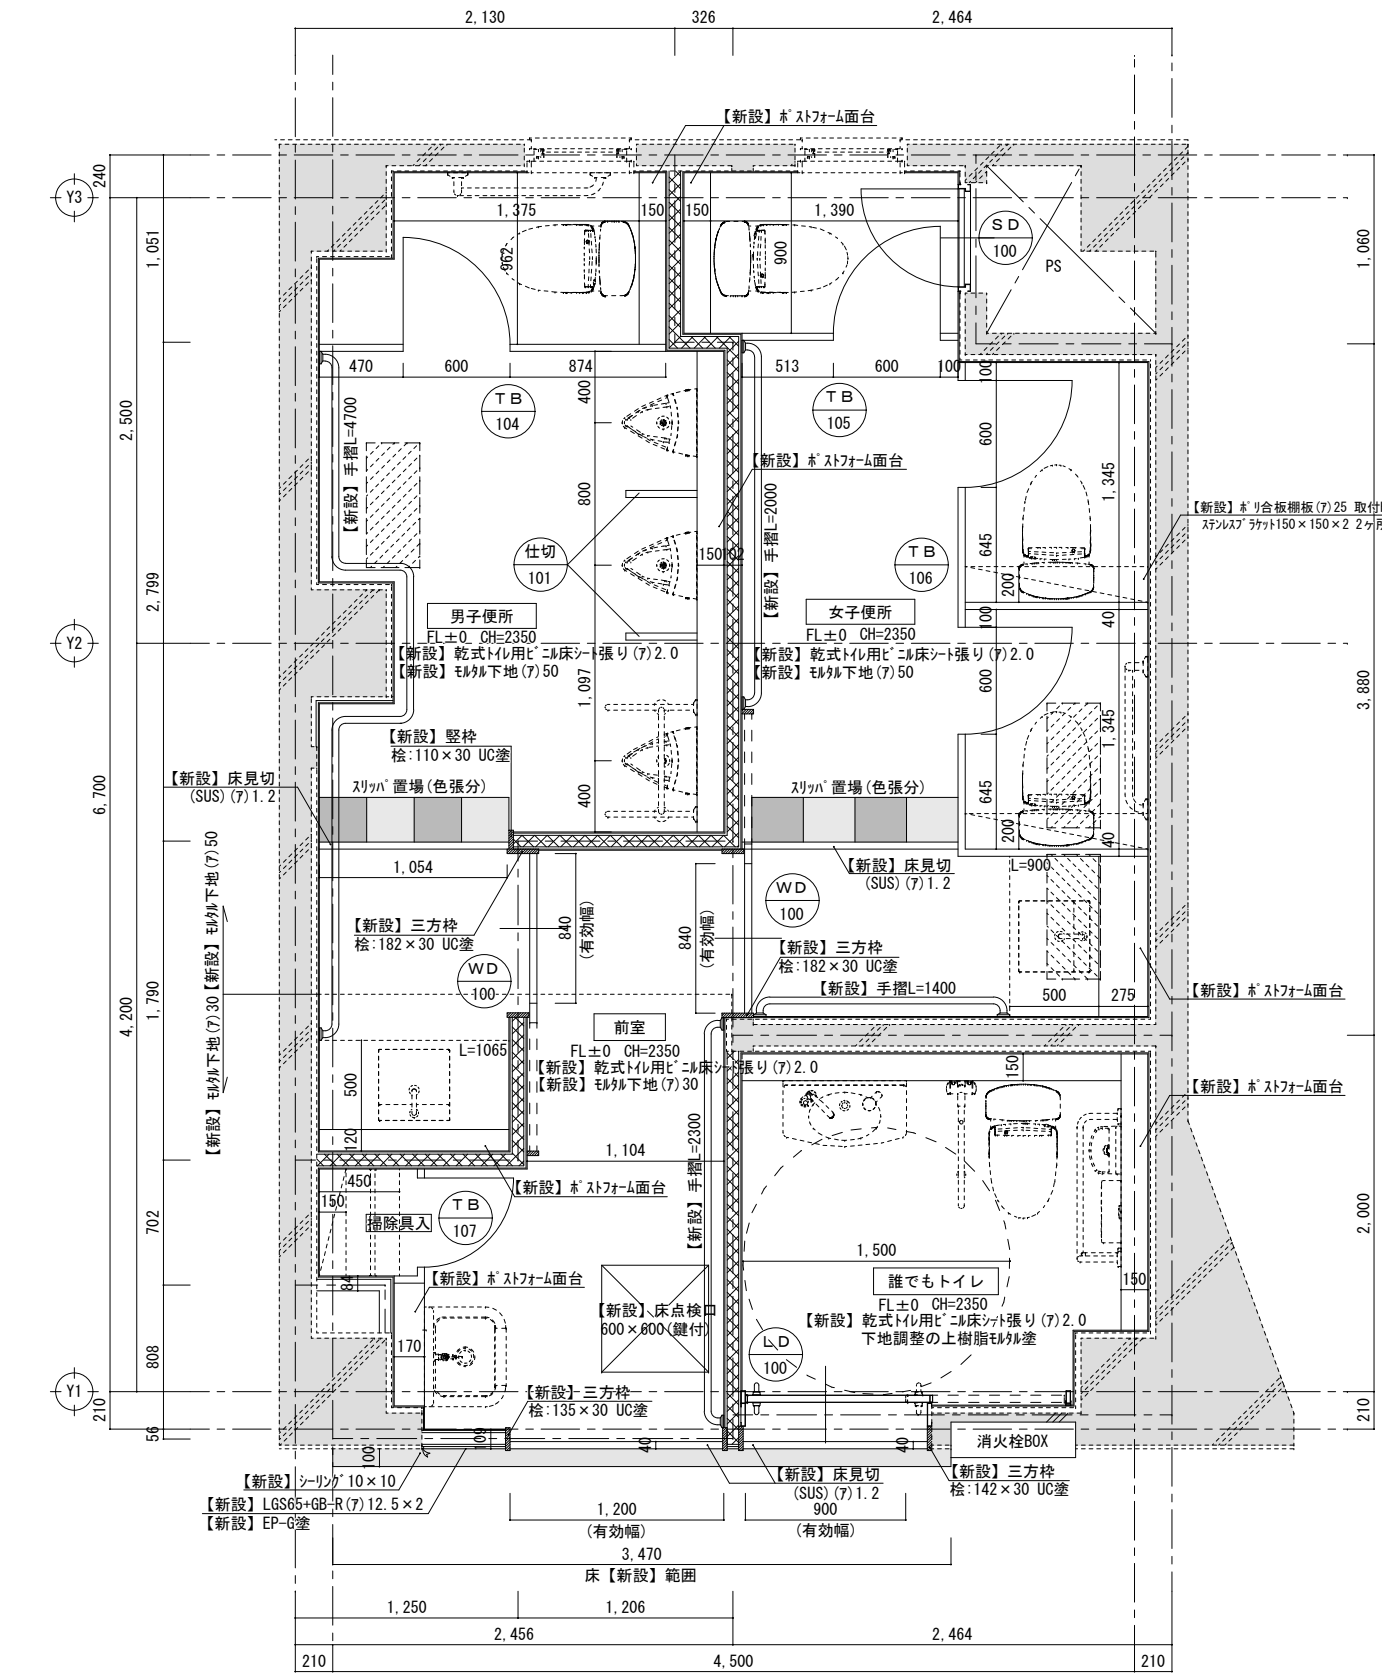 2,130
326
2,464
【新設】ﾎﾟｽﾄﾌｫｰﾑ面台
240
Y3
1,375
150
150
1,390
SD
100
962
900
PS
1,051
1,060
470
600
874
513
600
100
100
TB
104
TB
105
400
2,500
【新設】手摺L=4700
600
1,345
【新設】ﾎﾟｽﾄﾌｫｰﾑ面台
800
【新設】手摺L=2000
【新設】ﾎﾟﾘ合板棚板(ｱ)25 取付
ｽﾃﾝﾚｽﾌﾞﾗｹｯﾄ150×150×2 2ヶ所
仕切
101
150
102
TB
106
645
200
2,799
男子便所
FL±0 CH=2350
【新設】乾式ﾄｲﾚ用ﾋﾞﾆﾙ床ｼｰﾄ張り(ｱ)2.0
【新設】ﾓﾙﾀﾙ下地(ｱ)50
女子便所
FL±0 CH=2350
【新設】乾式ﾄｲﾚ用ﾋﾞﾆﾙ床ｼｰﾄ張り(ｱ)2.0
【新設】ﾓﾙﾀﾙ下地(ｱ)50
100
40
Y2
1,097
600
1,345
3,880
【新設】竪枠
桧:110×30 UC塗
【新設】床見切
(SUS)(ｱ)1.2
ｽﾘｯﾊﾟ置場(色張分)
400
ｽﾘｯﾊﾟ置場(色張分)
645
200
40
6,700
1,054
【新設】床見切
(SUS)(ｱ)1.2
L=900
WD
100
【新設】三方枠
桧:182×30 UC塗
840
(有効幅)
840
(有効幅)
【新設】三方枠
桧:182×30 UC塗
WD
100
【新設】手摺L=1400
500
275
【新設】ﾎﾟｽﾄﾌｫｰﾑ面台
4,200
1,790
【新設】ﾓﾙﾀﾙ下地(ｱ)30
【新設】ﾓﾙﾀﾙ下地(ｱ)50
前室
FL±0 CH=2350
【新設】乾式ﾄｲﾚ用ﾋﾞﾆﾙ床ｼｰﾄ張り(ｱ)2.0
【新設】ﾓﾙﾀﾙ下地(ｱ)30
L=1065
500
120
150
【新設】ﾎﾟｽﾄﾌｫｰﾑ面台
1,104
【新設】手摺L=2300
450
150
【新設】ﾎﾟｽﾄﾌｫｰﾑ面台
TB
107
掃除具入
702
2,000
84
1,500
誰でもトイレ
FL±0 CH=2350
【新設】乾式ﾄｲﾚ用ﾋﾞﾆﾙ床ｼｰﾄ張り(ｱ)2.0
下地調整の上樹脂ﾓﾙﾀﾙ塗
150
【新設】ﾎﾟｽﾄﾌｫｰﾑ面台
【新設】床点検口
600×600(鍵付)
LD
100
170
808
Y1
210
56
210
【新設】三方枠
桧:135×30 UC塗
109
100
40
40
消火栓BOX
【新設】ｼｰﾘﾝｸﾞ10×10
【新設】LGS65+GB-R(ｱ)12.5×2
【新設】EP-G塗
【新設】床見切
(SUS)(ｱ)1.2
【新設】三方枠
桧:142×30 UC塗
1,200
(有効幅)
900
(有効幅)
3,470
床【新設】範囲
1,250
1,206
2,456
2,464
210
4,500
210